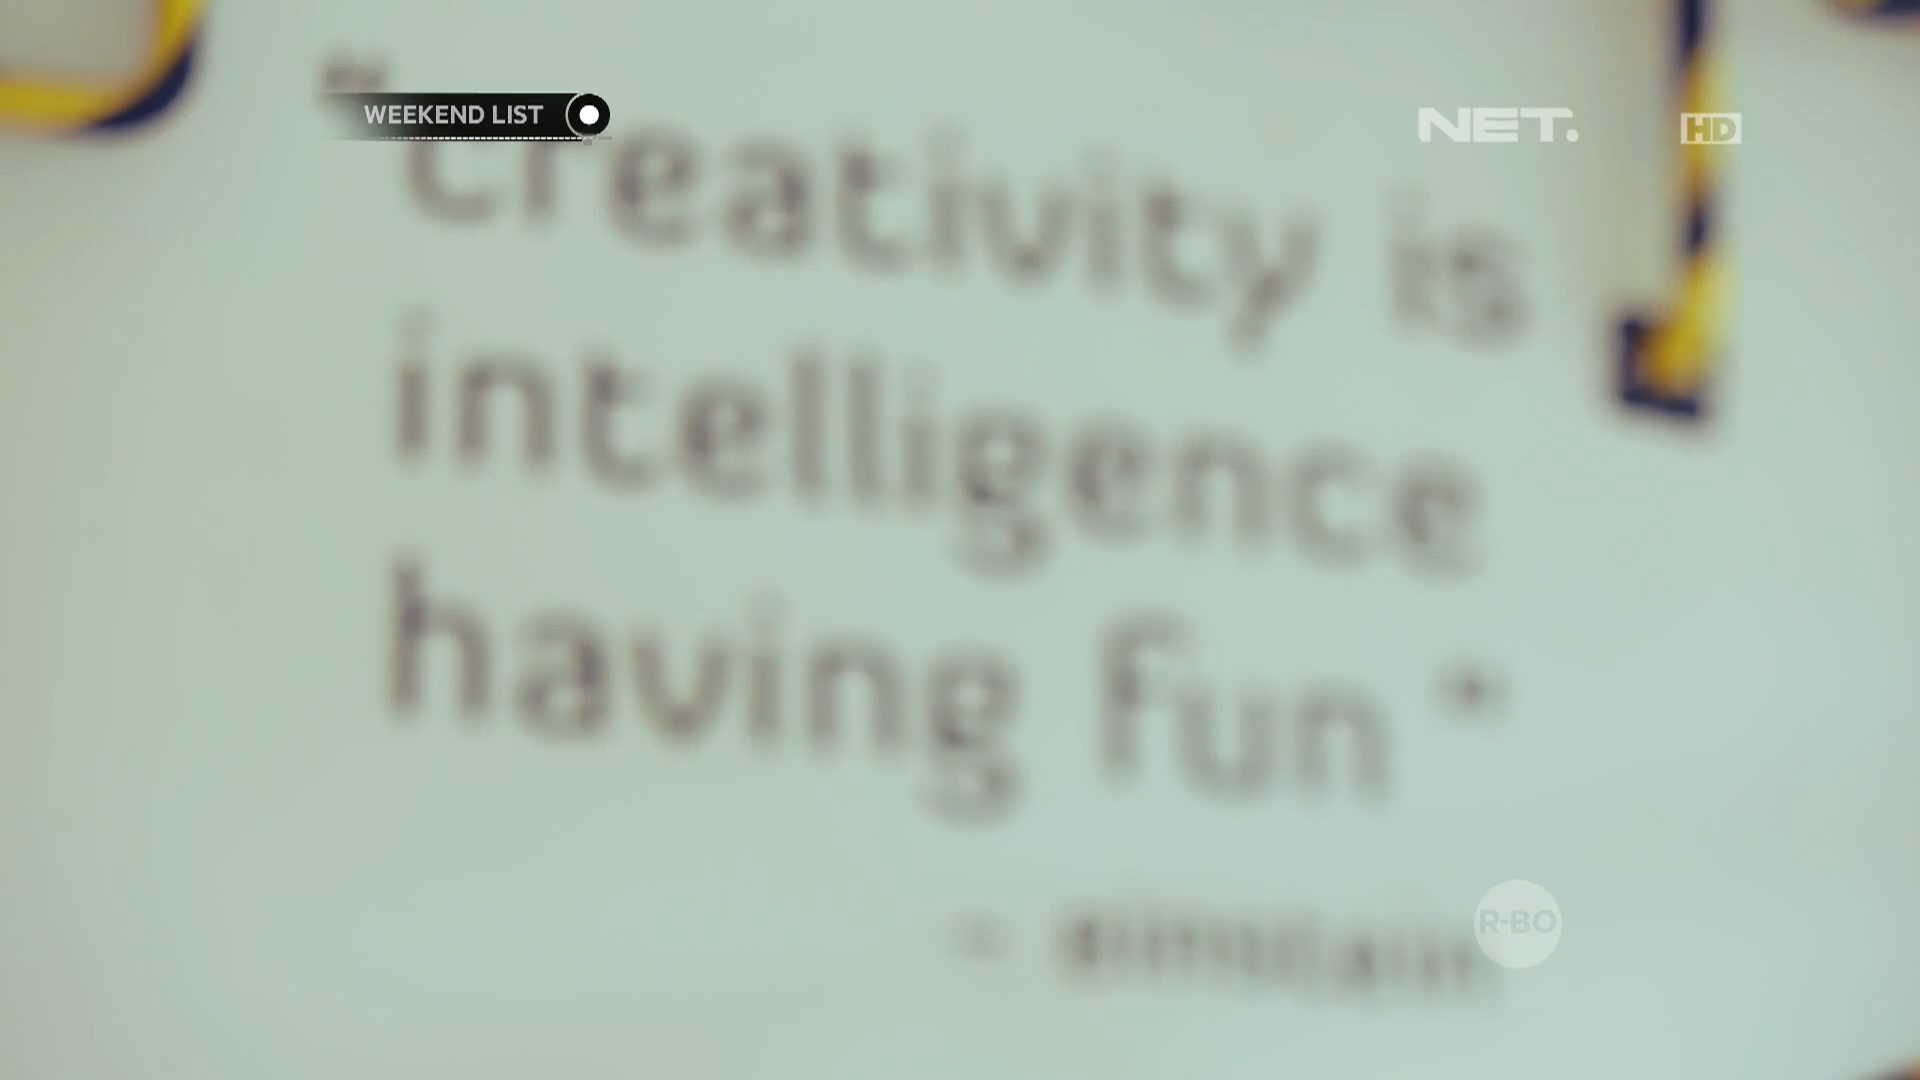 WEEKEND LIST
NET.
HD
"creativity is
intelligence
having fun "
R-BO